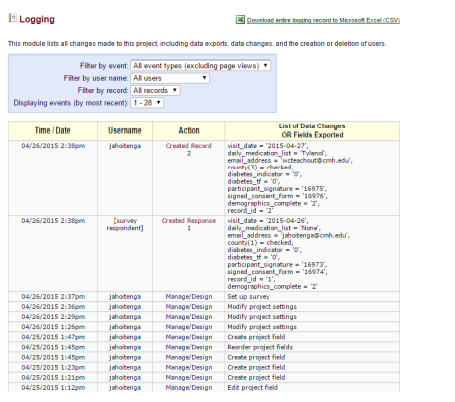 Logging
Download entire logging record to Microsoft Excel (CSV)
This module lists all changes made to this project, including data exports, data changes, and the creation or deletion of users.
Filter by event: All event types (excluding page views)
Filter by user name: All users
Filter by record: All records
Displaying events (by most recent): 1 - 28
Time / Date Username Action List of Data Changes
OR Fields Exported
04/26/2015 2:38pm jahoitenga Created Record visit_date = '2015-04-27',
2 daily_medication_list = 'Tylenol',
email_address = 'wcteachout@cmh.edu',
county(3) = checked,
diabetes_indicator = '0',
diabetes_tf = '0',
participant_signature = '16975',
signed_consent_form = '16976',
demographics_complete = '2',
record_id = '2'
04/26/2015 2:38pm [survey Created Response visit_date = '2015-04-26',
respondent] 1 daily_medication_list = 'None',
email_address = 'jahoitenga@cmh.edu',
county(1) = checked,
diabetes_indicator = '0',
diabetes_tf = '0',
participant_signature = '16973',
signed_consent_form = '16974',
record_id = '1',
demographics_complete = '2'
04/26/2015 2:37pm jahoitenga Manage/Design Set up survey
04/26/2015 2:36pm jahoitenga Manage/Design Modify project settings
04/26/2015 2:29pm jahoitenga Manage/Design Modify project settings
04/26/2015 1:26pm jahoitenga Manage/Design Modify project settings
04/25/2015 1:47pm jahoitenga Manage/Design Create project field
04/25/2015 1:45pm jahoitenga Manage/Design Reorder project fields
04/25/2015 1:45pm jahoitenga Manage/Design Create project field
04/25/2015 1:23pm jahoitenga Manage/Design Create project field
04/25/2015 1:21pm jahoitenga Manage/Design Create project field
04/25/2015 1:12pm jahoitenga Manage/Design Edit project field